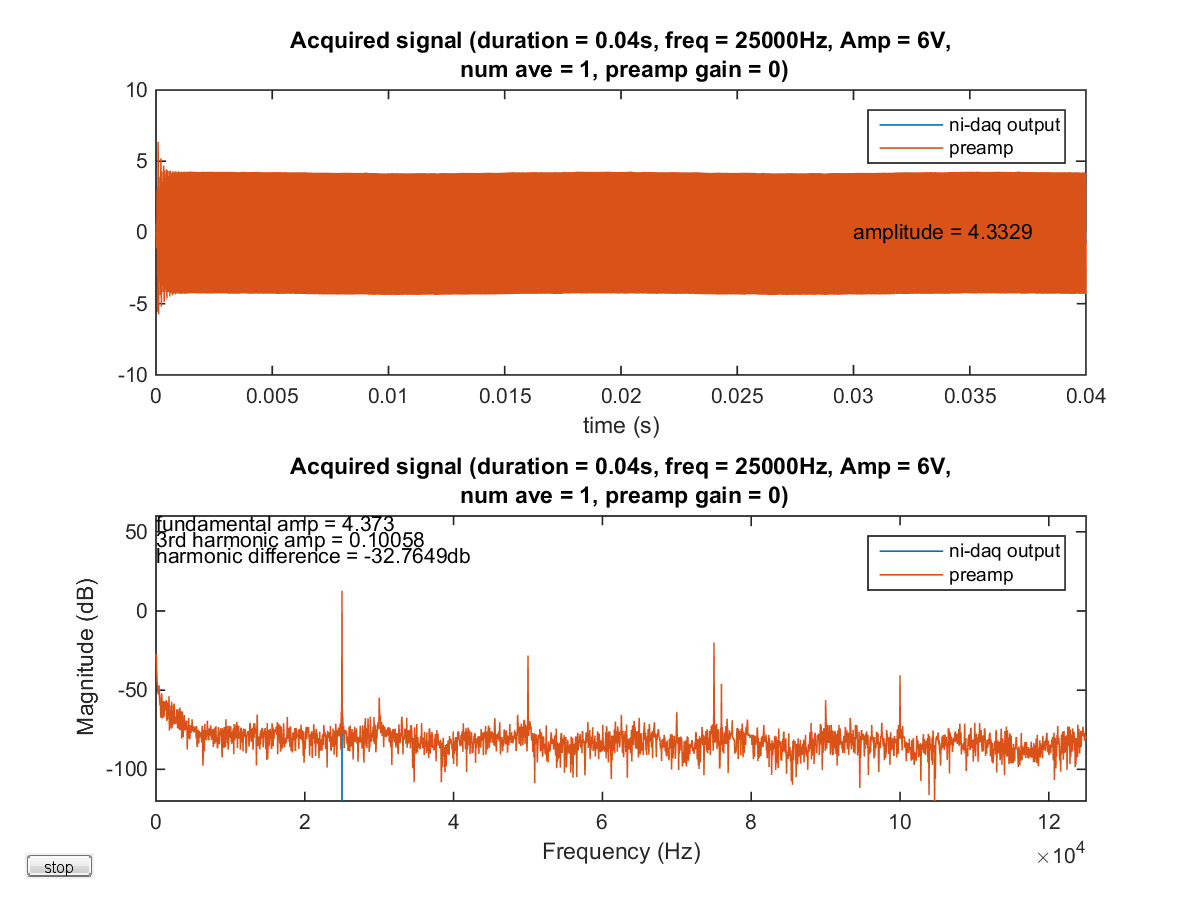 Acquired signal (duration = 0.04s, freq = 25000Hz, Amp = 6V,
num ave = 1, preamp gain = 0)
10
5
0
-5
-10
ni-daq output
preamp
amplitude = 4.3329
0 0.005 0.01 0.015 0.02 0.025 0.03 0.035 0.04
time (s)
Acquired signal (duration = 0.04s, freq = 25000Hz, Amp = 6V,
num ave = 1, preamp gain = 0)
fundamental amp = 4.373
3rd harmonic amp = 0.10058
harmonic difference = -32.7649db
ni-daq output
preamp
Magnitude (dB)
50
0
-50
-100
0 2 4 6 8 10 12
Frequency (Hz)
×10^4
stop